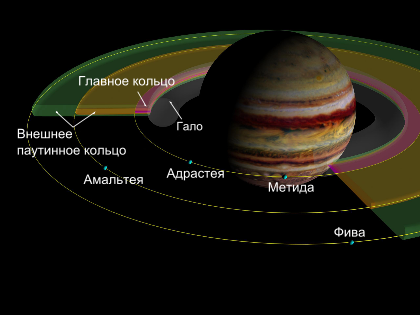 Главное кольцо
Гало
Внешнее
паутинное кольцо
Амальтея
Адрастея
Метида
Фива